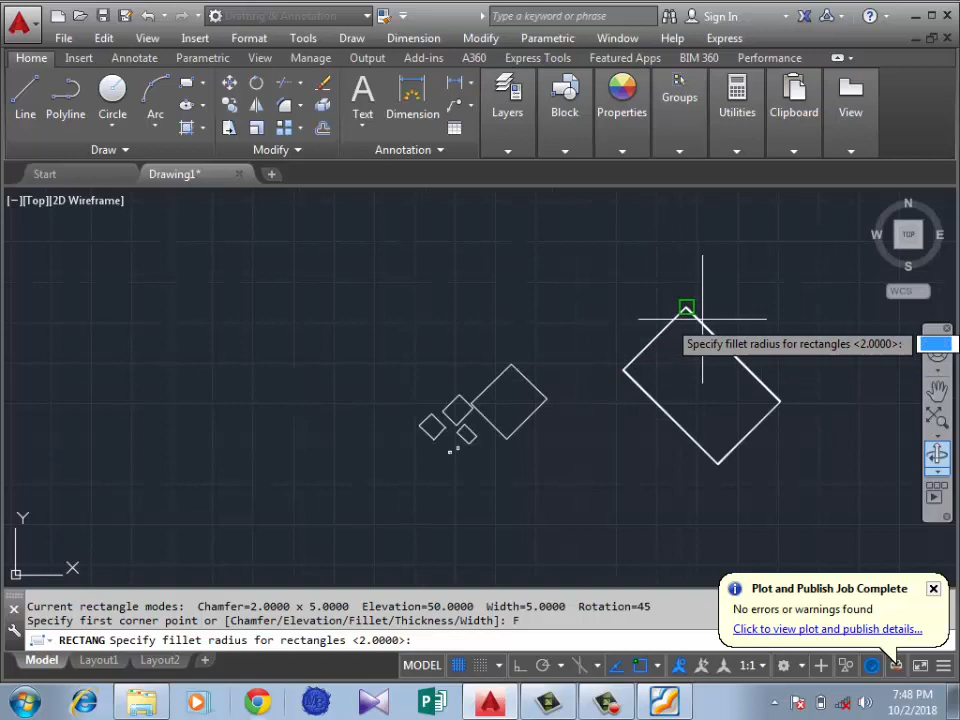 Drawing & Annotation
Type a keyword or phrase
Sign In
File Edit View Insert Format Tools Draw Dimension Modify Parametric Window Help Express
Home Insert Annotate Parametric View Manage Output Add-ins A360 Express Tools Featured Apps BIM 360 Performance
Line Polyline Circle Arc Text Dimension Layers Block Properties Groups Utilities Clipboard View
Draw Modify Annotation
Start Drawing1*
[−][Top][2D Wireframe]
N
W TOP E
S
WCS
Specify fillet radius for rectangles <2.0000>:
Y
X
Plot and Publish Job Complete
No errors or warnings found
Click to view plot and publish details...
Current rectangle modes: Chamfer=2.0000 x 5.0000 Elevation=50.0000 Width=5.0000 Rotation=45
Specify first corner point or [Chamfer/Elevation/Fillet/Thickness/Width]: F
RECTANG Specify fillet radius for rectangles <2.0000>:
Model Layout1 Layout2 +
MODEL 1:1
7:48 PM
10/2/2018